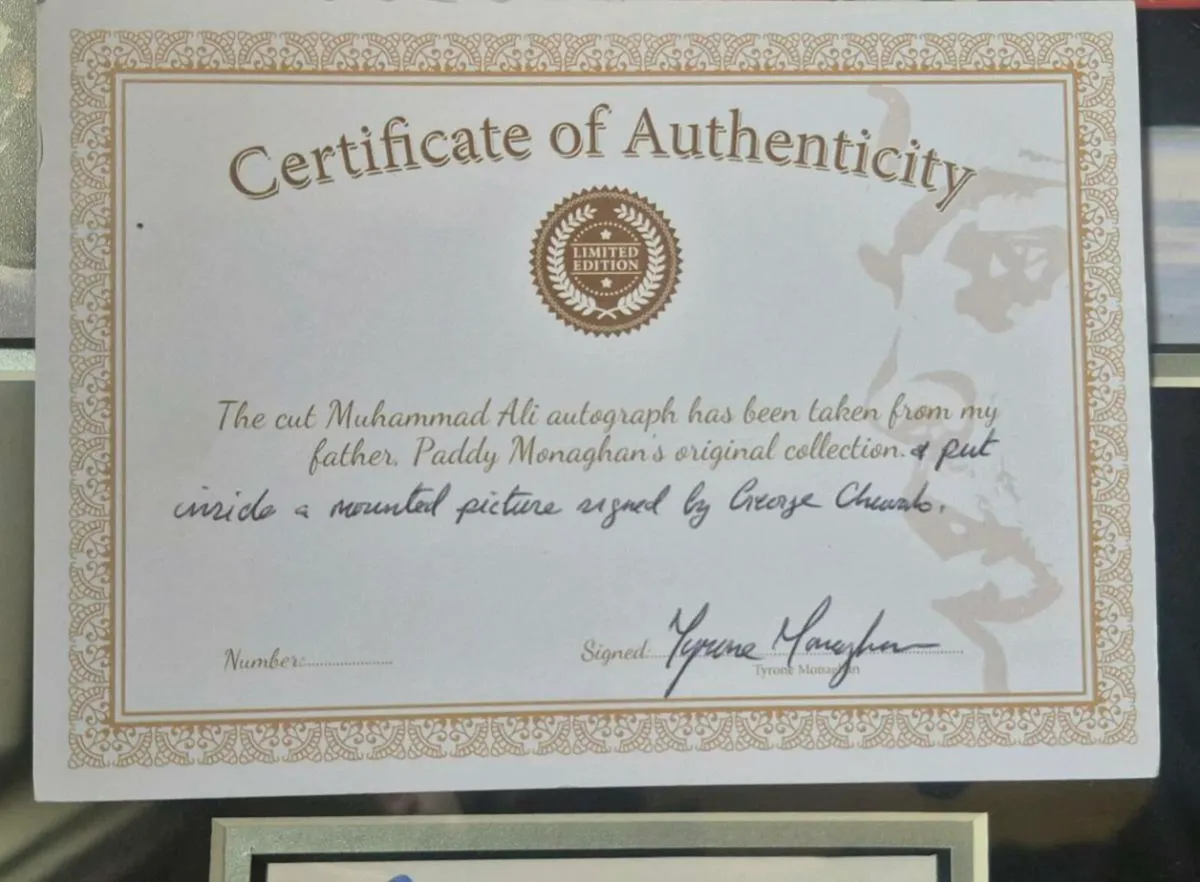 Certificate of Authenticity
LIMITED
EDITION
The cut Muhammad Ali autograph has been taken from my
father, Paddy Monaghan's original collection. & put
inside a mounted picture signed by George Chuvalo.
Number:....................
Signed:.... Tyrone Monaghan
Tyrone Monaghan